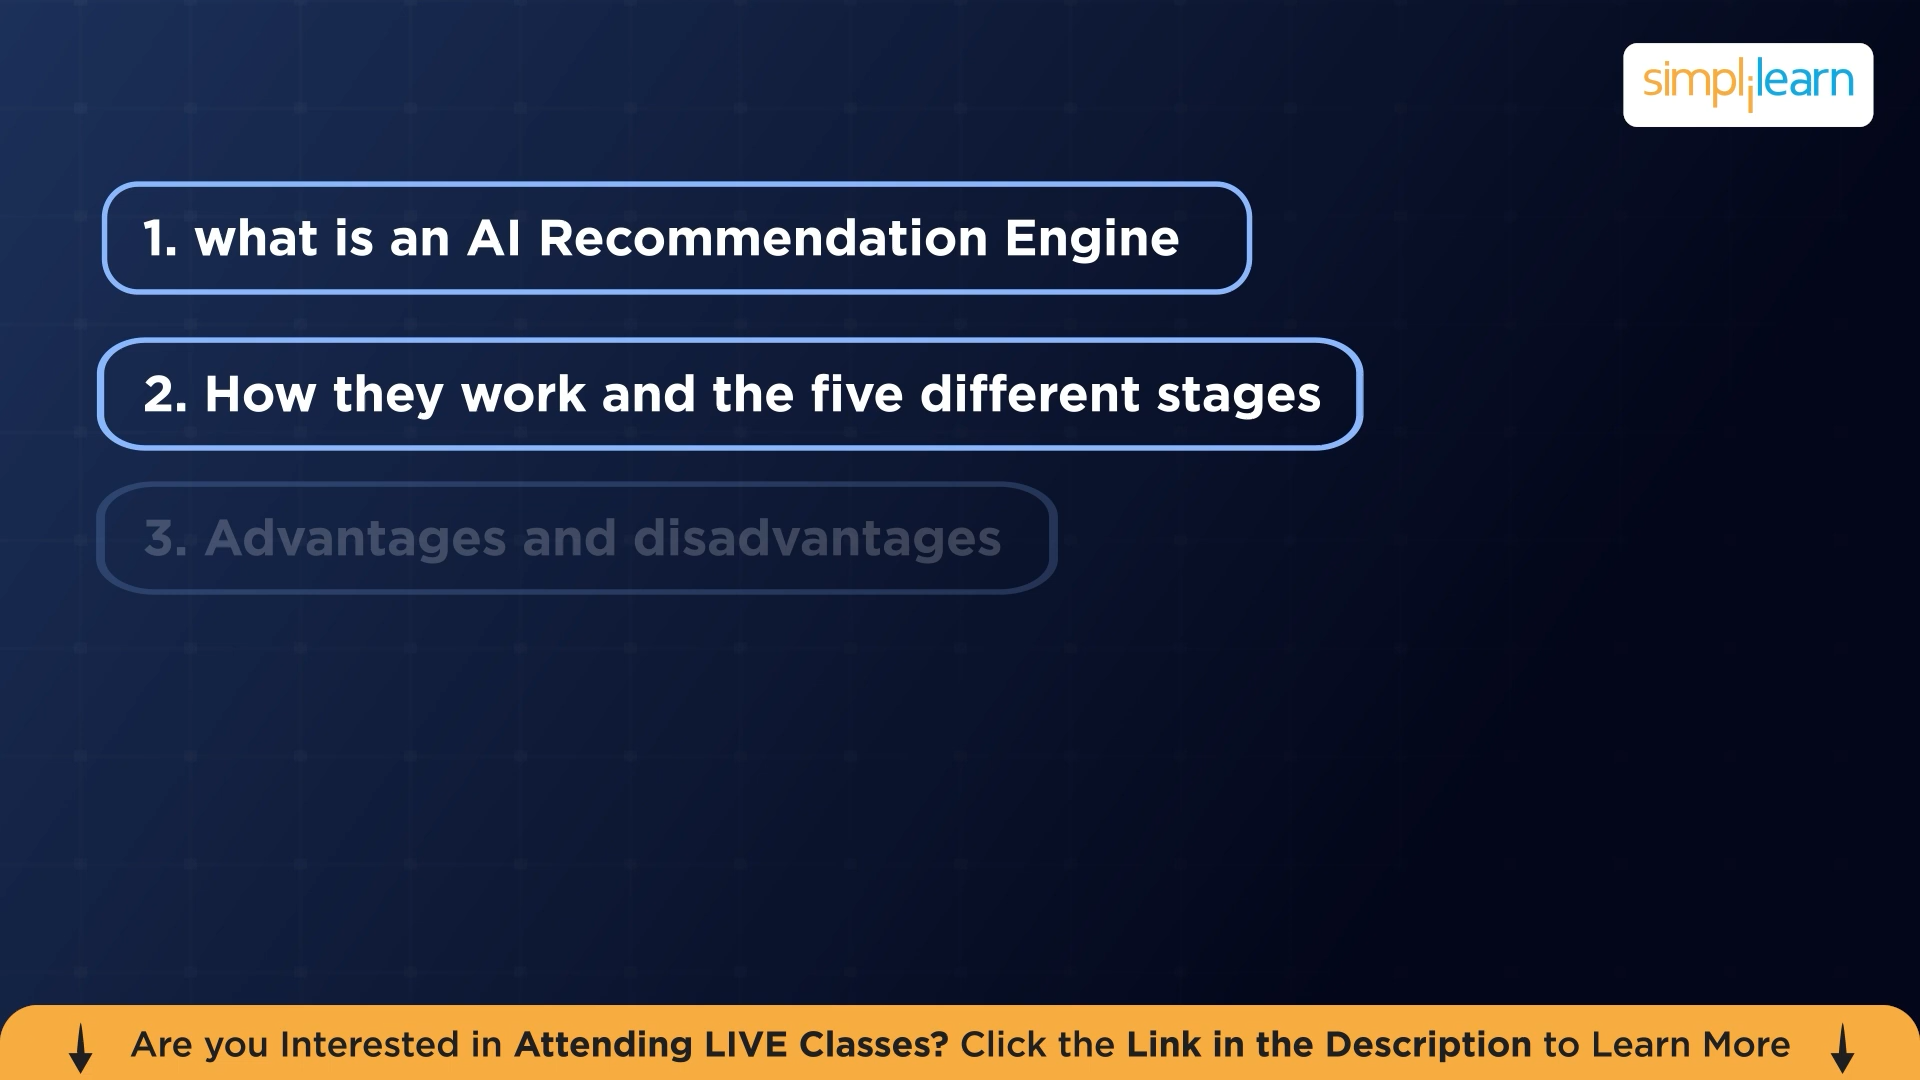 simplilearn
1. what is an AI Recommendation Engine
2. How they work and the five different stages
3. Advantages and disadvantages
Are you Interested in Attending LIVE Classes? Click the Link in the Description to Learn More